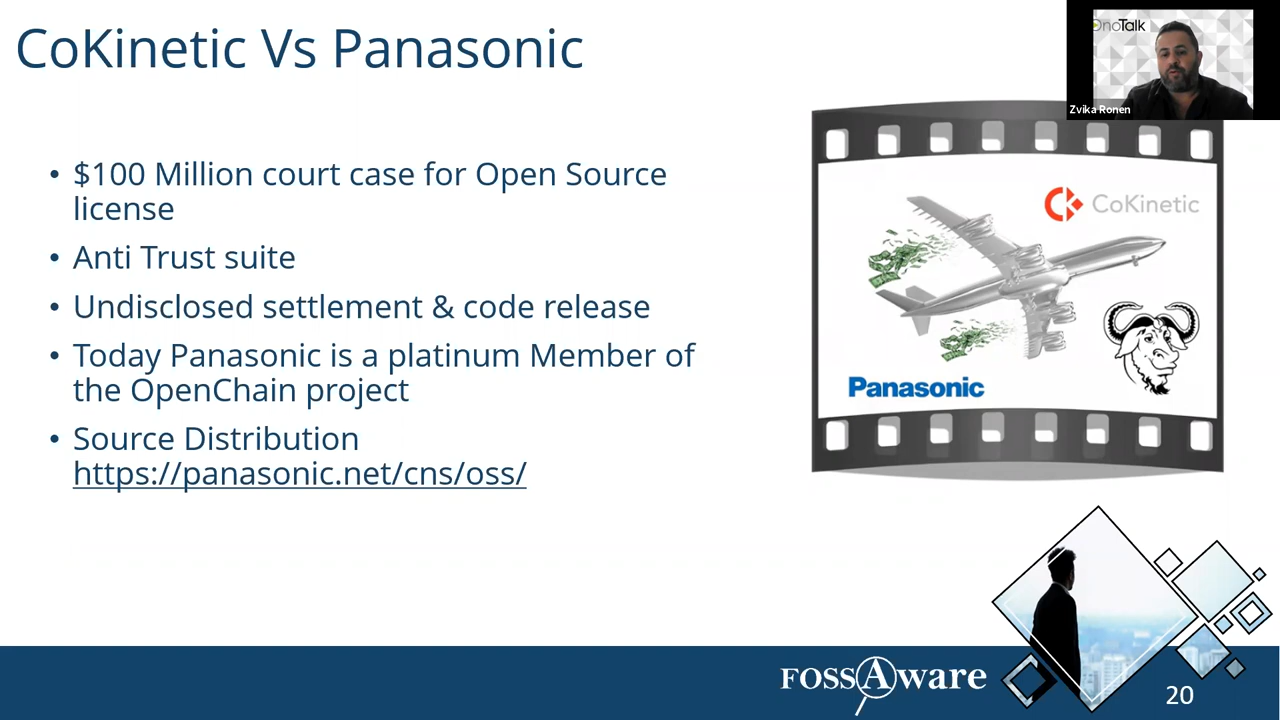 CoKinetic Vs Panasonic
OnoTalk
Zvika Ronen
• $100 Million court case for Open Source
license
• Anti Trust suite
• Undisclosed settlement & code release
• Today Panasonic is a platinum Member of
the OpenChain project
• Source Distribution
https://panasonic.net/cns/oss/
CoKinetic
Panasonic
FOSSAware
20